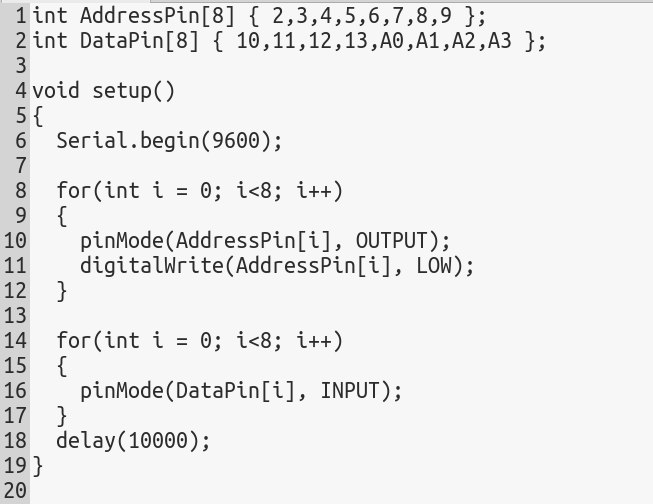 1 int AddressPin[8] { 2,3,4,5,6,7,8,9 };
2 int DataPin[8] { 10,11,12,13,A0,A1,A2,A3 };
3
4 void setup()
5 {
6   Serial.begin(9600);
7
8   for(int i = 0; i<8; i++)
9   {
10     pinMode(AddressPin[i], OUTPUT);
11     digitalWrite(AddressPin[i], LOW);
12   }
13
14   for(int i = 0; i<8; i++)
15   {
16     pinMode(DataPin[i], INPUT);
17   }
18   delay(10000);
19 }
20